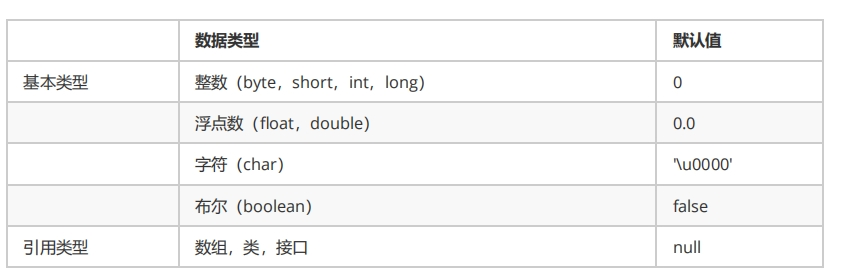 数据类型 默认值
基本类型 整数（byte，short，int，long） 0
浮点数（float，double） 0.0
字符（char） '\u0000'
布尔（boolean） false
引用类型 数组，类，接口 null